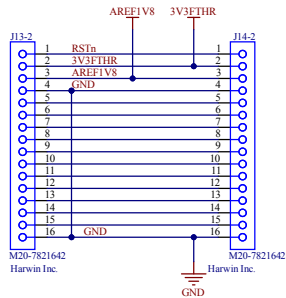 AREF1V8 3V3FTHR
J13-2 J14-2
1 RSTn 1
2 3V3FTHR 2
3 AREF1V8 3
4 GND 4
5 5
6 6
7 7
8 8
9 9
10 10
11 11
12 12
13 13
14 14
15 15
16 GND 16
M20-7821642 M20-7821642
Harwin Inc. Harwin Inc.
GND